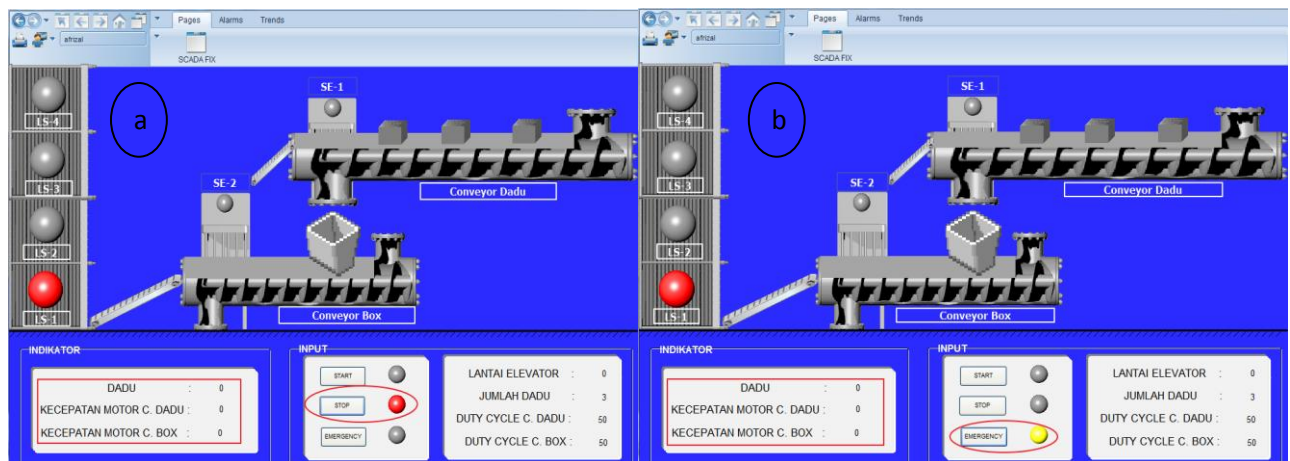 Pages Alarms Trends
afrizal
SCADA FIX
a
SE-1
LS-4
LS-3
SE-2
Conveyor Dadu
LS-2
LS-1
Conveyor Box
INDIKATOR
DADU : 0
KECEPATAN MOTOR C. DADU : 0
KECEPATAN MOTOR C. BOX : 0
INPUT
START
STOP
EMERGENCY
LANTAI ELEVATOR : 0
JUMLAH DADU : 3
DUTY CYCLE C. DADU : 50
DUTY CYCLE C. BOX : 50
Pages Alarms Trends
afrizal
SCADA FIX
b
SE-1
LS-4
LS-3
SE-2
Conveyor Dadu
LS-2
LS-1
Conveyor Box
INDIKATOR
DADU : 0
KECEPATAN MOTOR C. DADU : 0
KECEPATAN MOTOR C. BOX : 0
INPUT
START
STOP
EMERGENCY
LANTAI ELEVATOR : 0
JUMLAH DADU : 3
DUTY CYCLE C. DADU : 50
DUTY CYCLE C. BOX : 50